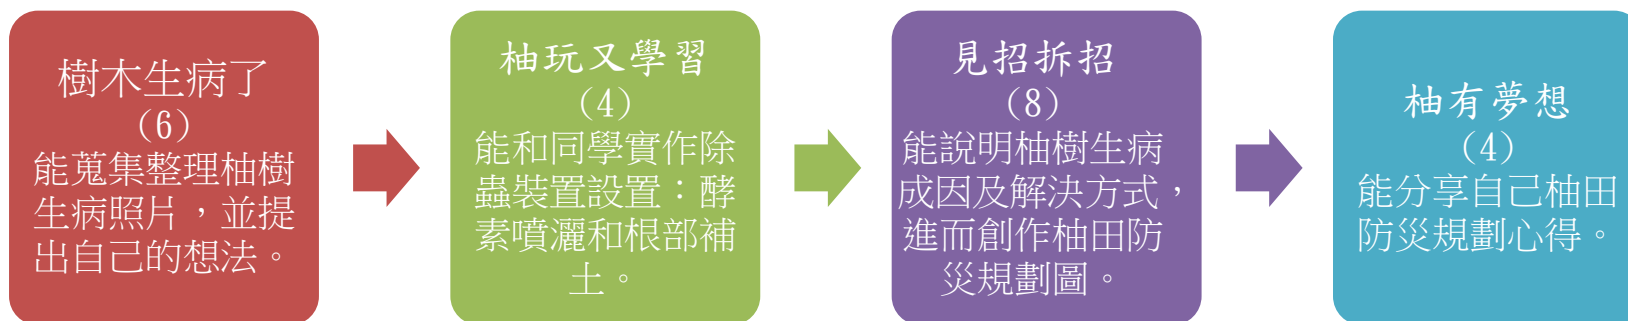 樹木生病了
(6)
能蒐集整理柚樹
生病照片，並提
出自己的想法。
柚玩又學習
(4)
能和同學實作除
蟲裝置設置：酵
素噴灑和根部補
土。
見招拆招
(8)
能說明柚樹生病
成因及解決方式，
進而創作柚田防
災規劃圖。
柚有夢想
(4)
能分享自己柚田
防災規劃心得。